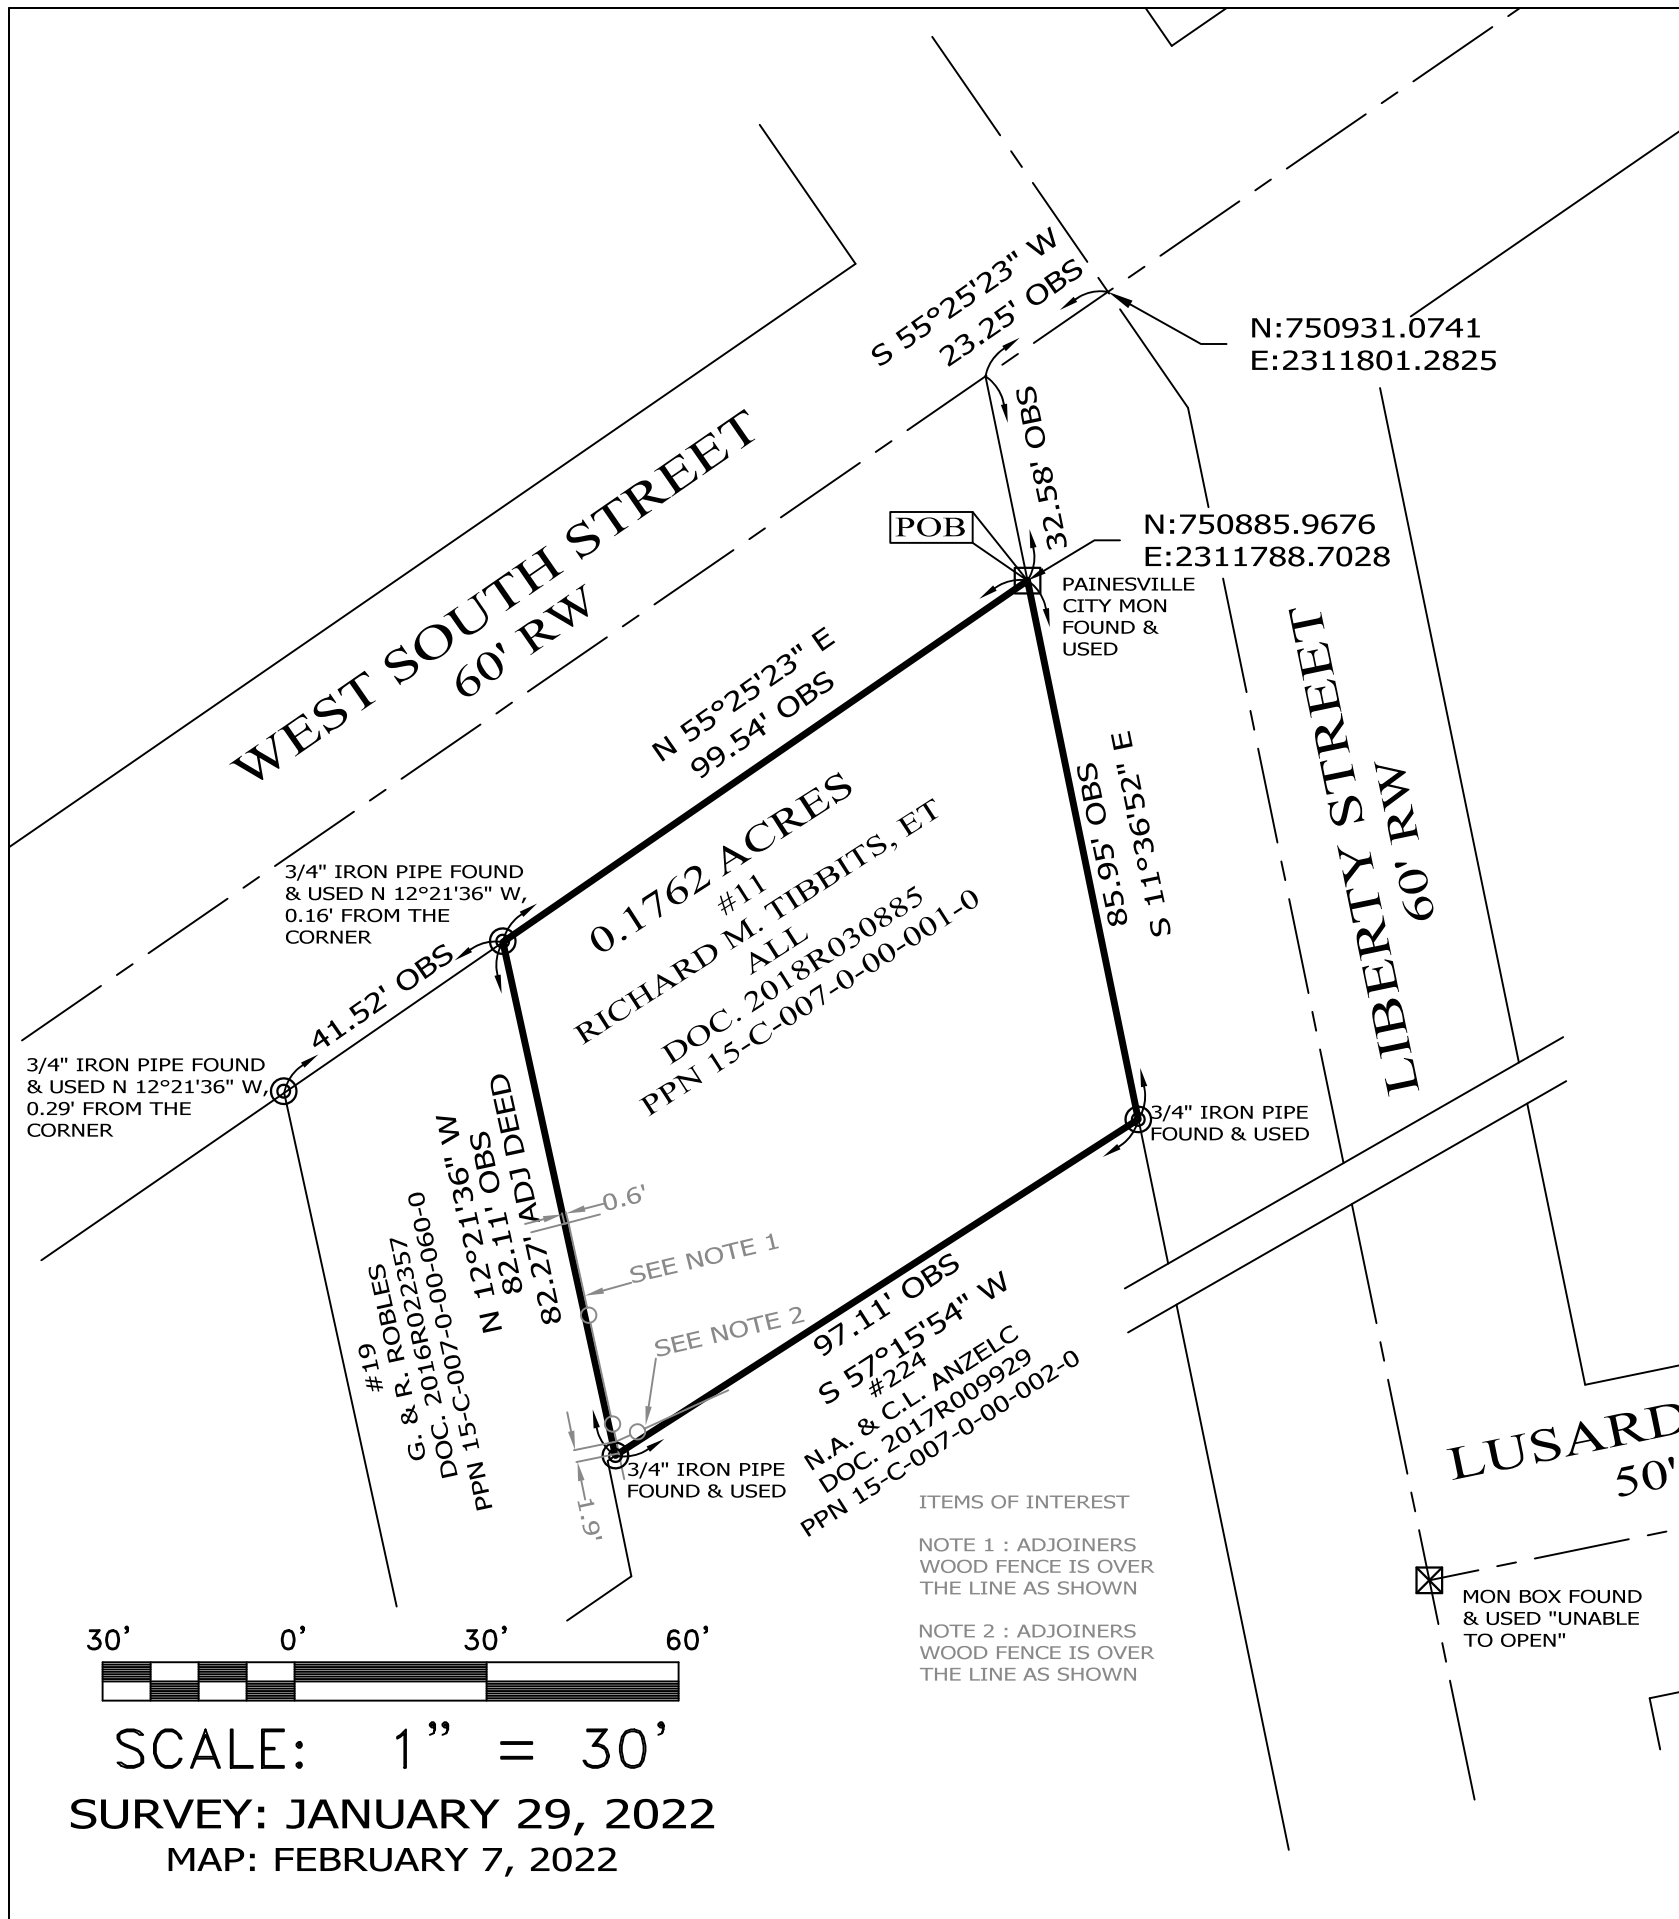 S 55°25'23" W
23.25' OBS
N:750931.0741
E:2311801.2825
32.58' OBS
POB
N:750885.9676
E:2311788.7028
PAINESVILLE
CITY MON
FOUND &
USED
WEST SOUTH STREET
60' RW
N 55°25'23" E
99.54' OBS
LIBERTY STREET
60' RW
85.95' OBS
S 11°36'52" E
3/4" IRON PIPE FOUND
& USED N 12°21'36" W,
0.16' FROM THE
CORNER
0.1762 ACRES
#11
RICHARD M. TIBBITS, ET
ALL
DOC. 2018R030885
PPN 15-C-007-0-00-001-0
41.52' OBS
3/4" IRON PIPE FOUND
& USED N 12°21'36" W,
0.29' FROM THE
CORNER
3/4" IRON PIPE
FOUND & USED
N 12°21'36" W
82.11' OBS
82.27' ADJ DEED
0.6'
SEE NOTE 1
SEE NOTE 2
#19
G. & R. ROBLES
DOC. 2016R022357
PPN 15-C-007-0-00-060-0
97.11' OBS
S 57°15'54" W
#224
N.A. & C.L. ANZELC
DOC. 2017R009929
PPN 15-C-007-0-00-002-0
3/4" IRON PIPE
FOUND & USED
1.9'
LUSARD
50'
ITEMS OF INTEREST
NOTE 1 : ADJOINERS
WOOD FENCE IS OVER
THE LINE AS SHOWN
NOTE 2 : ADJOINERS
WOOD FENCE IS OVER
THE LINE AS SHOWN
MON BOX FOUND
& USED "UNABLE
TO OPEN"
30' 0' 30' 60'
SCALE: 1" = 30'
SURVEY: JANUARY 29, 2022
MAP: FEBRUARY 7, 2022